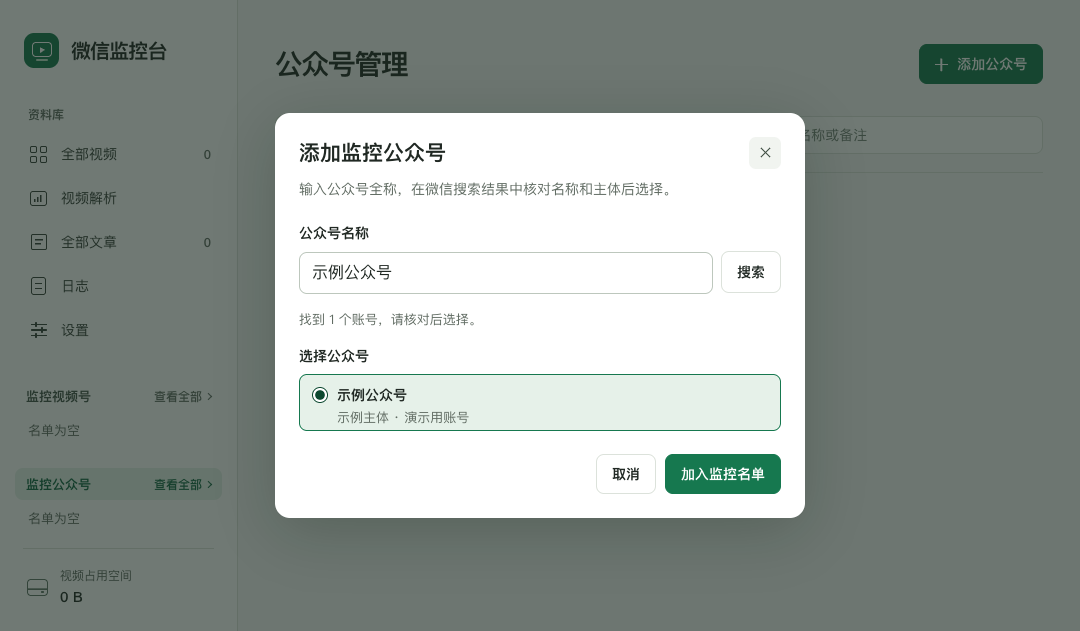 微信监控台
资料库
全部视频 0
视频解析
全部文章 0
日志
设置
监控视频号 查看全部
名单为空
监控公众号 查看全部
名单为空
视频占用空间
0 B
公众号管理
添加公众号
名称或备注
添加监控公众号
输入公众号全称，在微信搜索结果中核对名称和主体后选择。
公众号名称
示例公众号
搜索
找到 1 个账号，请核对后选择。
选择公众号
示例公众号
示例主体 · 演示用账号
取消
加入监控名单